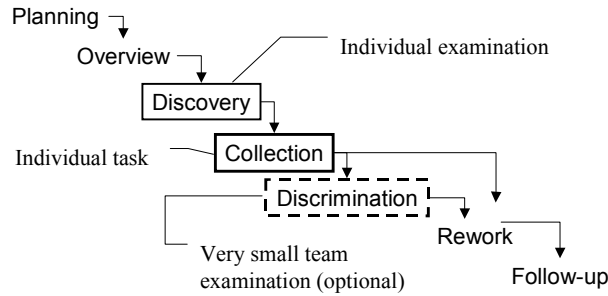 Planning
Overview
Individual examination
Discovery
Individual task
Collection
Discrimination
Rework
Very small team
examination (optional)
Follow-up